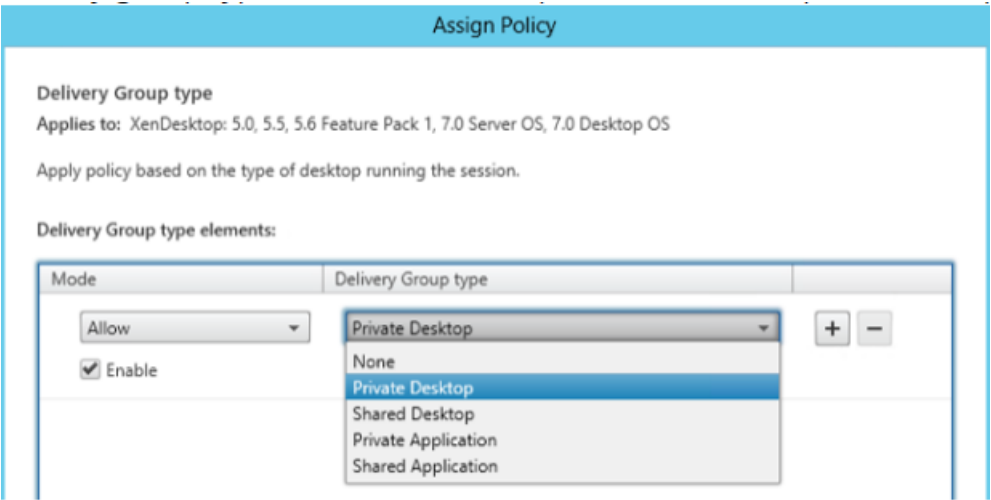 Assign Policy
Delivery Group type
Applies to: XenDesktop: 5.0, 5.5, 5.6 Feature Pack 1, 7.0 Server OS, 7.0 Desktop OS
Apply policy based on the type of desktop running the session.
Delivery Group type elements:
Mode Delivery Group type
Allow Private Desktop + −
Enable
None
Private Desktop
Shared Desktop
Private Application
Shared Application